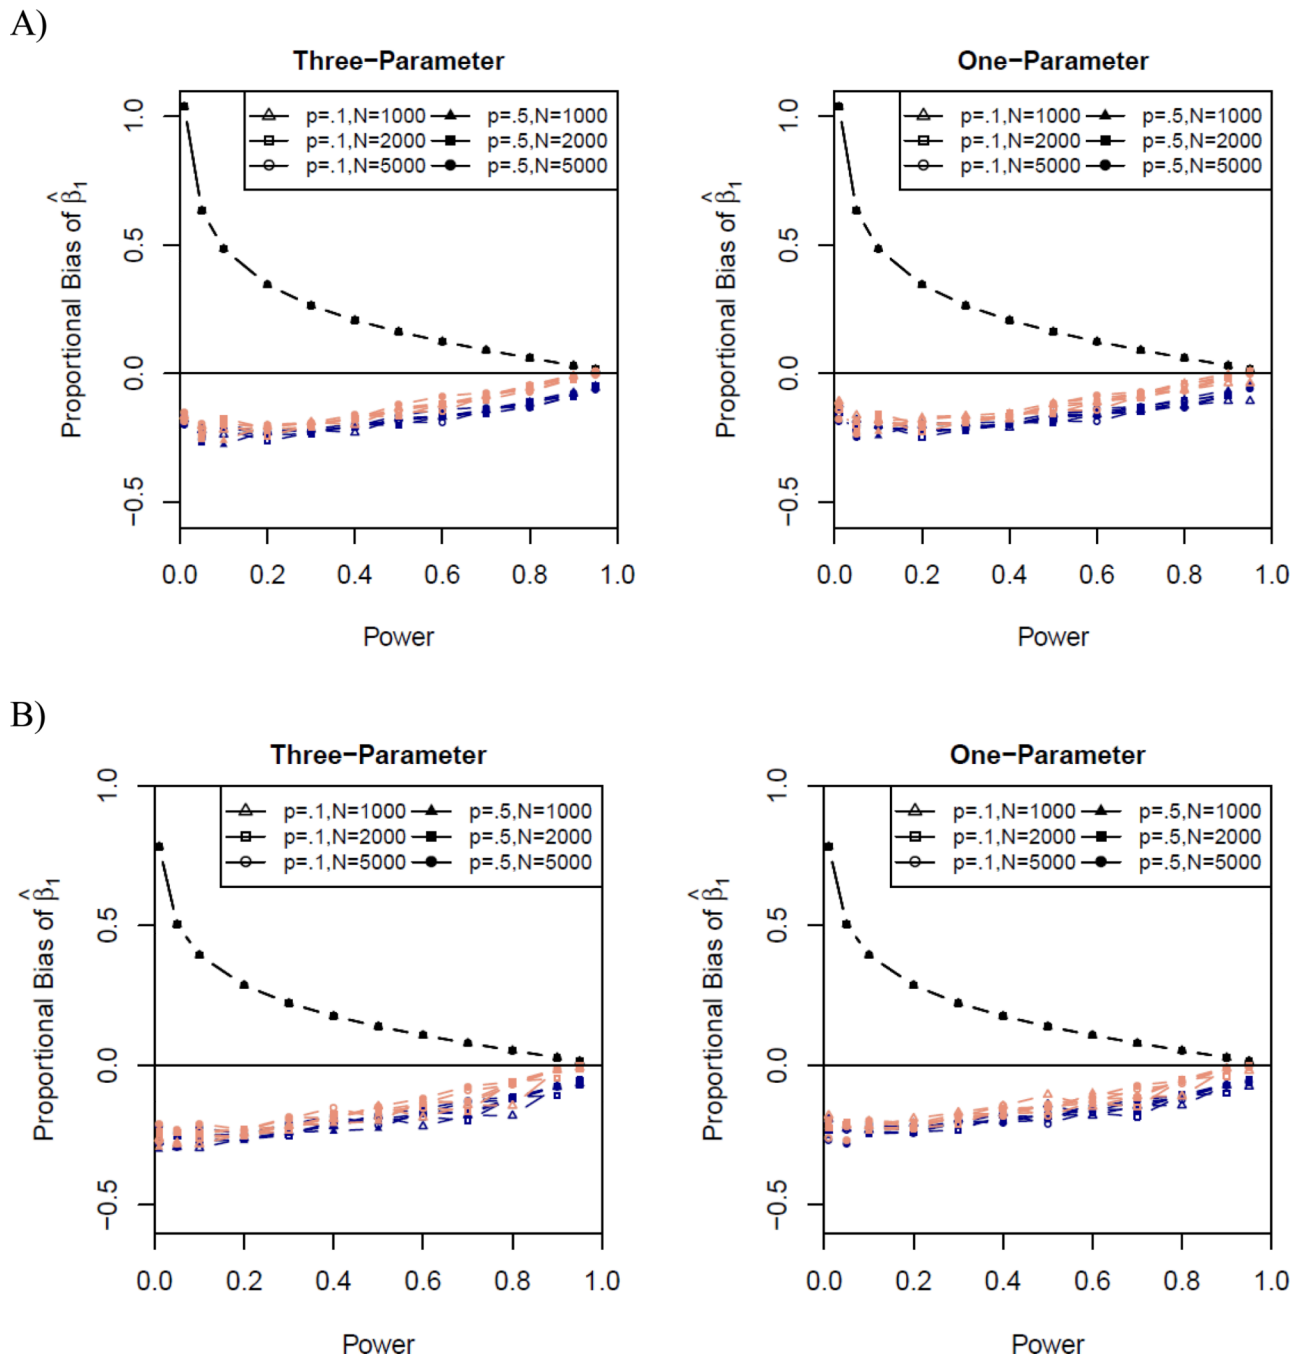 A)
Three−Parameter
One−Parameter
p=.1,N=1000 p=.5,N=1000
p=.1,N=2000 p=.5,N=2000
p=.1,N=5000 p=.5,N=5000
p=.1,N=1000 p=.5,N=1000
p=.1,N=2000 p=.5,N=2000
p=.1,N=5000 p=.5,N=5000
Proportional Bias of β̂1
1.0
0.5
0.0
−0.5
Proportional Bias of β̂1
1.0
0.5
0.0
−0.5
0.0 0.2 0.4 0.6 0.8 1.0
0.0 0.2 0.4 0.6 0.8 1.0
Power
Power
B)
Three−Parameter
One−Parameter
p=.1,N=1000 p=.5,N=1000
p=.1,N=2000 p=.5,N=2000
p=.1,N=5000 p=.5,N=5000
p=.1,N=1000 p=.5,N=1000
p=.1,N=2000 p=.5,N=2000
p=.1,N=5000 p=.5,N=5000
Proportional Bias of β̂1
1.0
0.5
0.0
−0.5
Proportional Bias of β̂1
1.0
0.5
0.0
−0.5
0.0 0.2 0.4 0.6 0.8 1.0
0.0 0.2 0.4 0.6 0.8 1.0
Power
Power